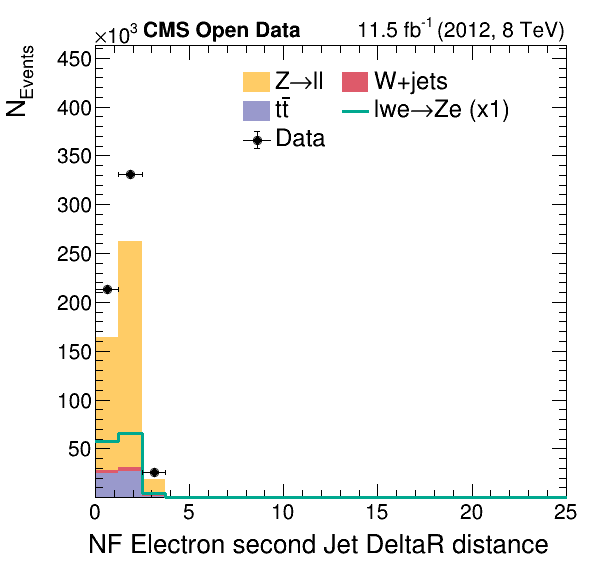 ×10³ CMS Open Data 11.5 fb⁻¹ (2012, 8 TeV)
N_Events
Z→ll W+jets
tt̄ lwe→Ze (x1)
Data
450
400
350
300
250
200
150
100
50
0 5 10 15 20 25
NF Electron second Jet DeltaR distance